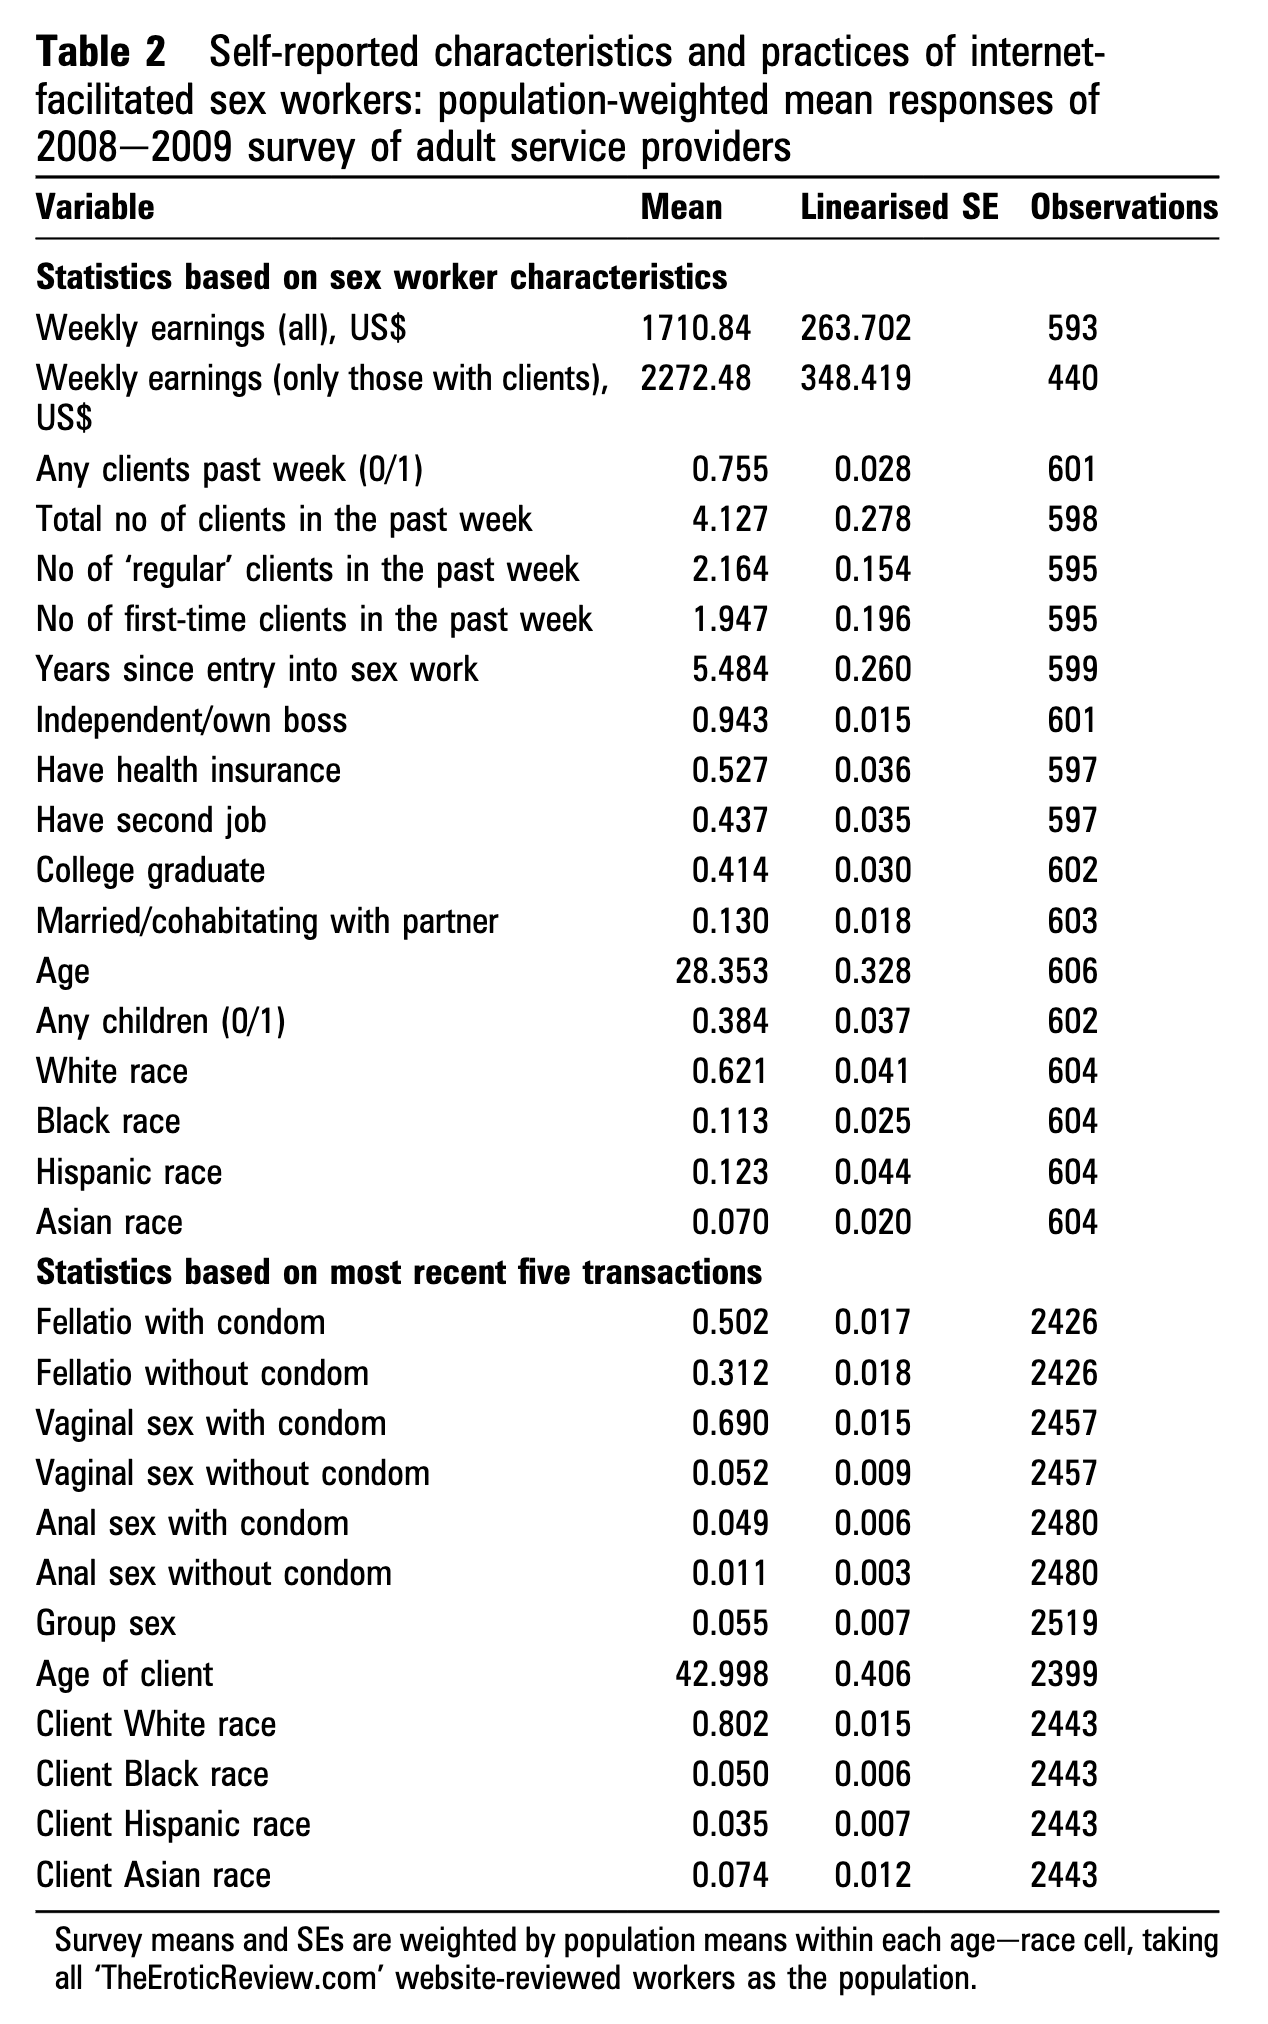 Table 2 Self-reported characteristics and practices of internet-
facilitated sex workers: population-weighted mean responses of
2008—2009 survey of adult service providers
Variable Mean Linearised SE Observations
Statistics based on sex worker characteristics
Weekly earnings (all), US$ 1710.84 263.702 593
Weekly earnings (only those with clients), 2272.48 348.419 440
US$
Any clients past week (0/1) 0.755 0.028 601
Total no of clients in the past week 4.127 0.278 598
No of ‘regular’ clients in the past week 2.164 0.154 595
No of first-time clients in the past week 1.947 0.196 595
Years since entry into sex work 5.484 0.260 599
Independent/own boss 0.943 0.015 601
Have health insurance 0.527 0.036 597
Have second job 0.437 0.035 597
College graduate 0.414 0.030 602
Married/cohabitating with partner 0.130 0.018 603
Age 28.353 0.328 606
Any children (0/1) 0.384 0.037 602
White race 0.621 0.041 604
Black race 0.113 0.025 604
Hispanic race 0.123 0.044 604
Asian race 0.070 0.020 604
Statistics based on most recent five transactions
Fellatio with condom 0.502 0.017 2426
Fellatio without condom 0.312 0.018 2426
Vaginal sex with condom 0.690 0.015 2457
Vaginal sex without condom 0.052 0.009 2457
Anal sex with condom 0.049 0.006 2480
Anal sex without condom 0.011 0.003 2480
Group sex 0.055 0.007 2519
Age of client 42.998 0.406 2399
Client White race 0.802 0.015 2443
Client Black race 0.050 0.006 2443
Client Hispanic race 0.035 0.007 2443
Client Asian race 0.074 0.012 2443
Survey means and SEs are weighted by population means within each age—race cell, taking
all ‘TheEroticReview.com’ website-reviewed workers as the population.